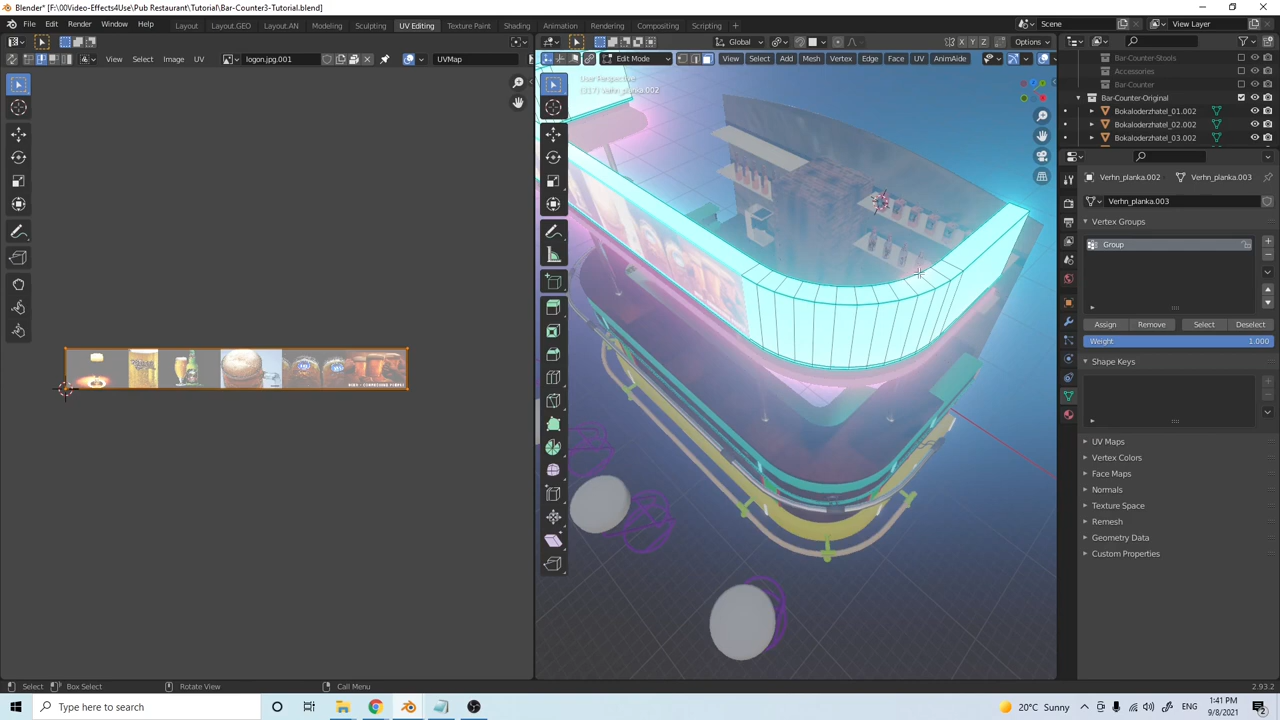 Blender* [F:\00Video-Effects4Use\Pub Restaurant\Tutorial\Bar-Counter3-Tutorial.blend]
File Edit Render Window Help Layout Layout.GEO Layout.AN Modeling Sculpting UV Editing Texture Paint Shading Animation Rendering Compositing Scripting Scene View Layer
Global Options
View Select Image UV logon.jpg.001 UVMap Edit Mode View Select Add Mesh Vertex Edge Face UV AnimAide
User Perspective
(317) Verhn_planka.002
Bar-Counter-Stools
Accessories
Bar-Counter
Bar-Counter-Original
Bokaloderzhatel_01.002
Bokaloderzhatel_02.002
Bokaloderzhatel_03.002
Verhn_planka.002 Verhn_planka.003
Verhn_planka.003
Vertex Groups
Group
Assign Remove Select Deselect
Weight 1.000
Shape Keys
UV Maps
Vertex Colors
Face Maps
Normals
Texture Space
Remesh
Geometry Data
Custom Properties
Select Box Select Rotate View Call Menu 2.93.2
Type here to search 20°C Sunny 1:41 PM
9/8/2021